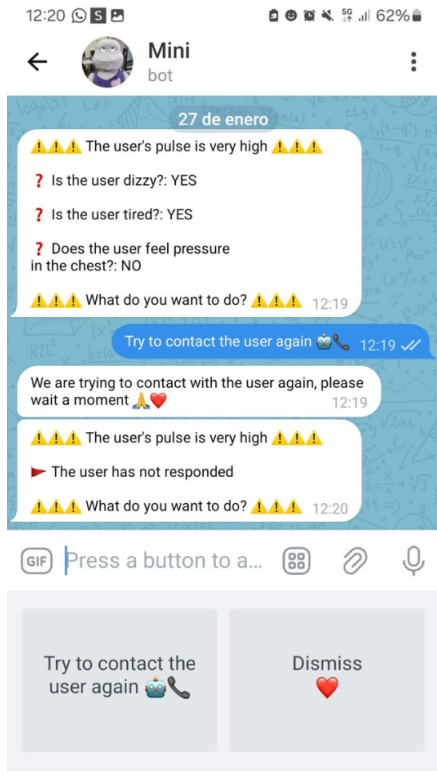 12:20
5G
62%
Mini
bot
27 de enero
The user's pulse is very high
? Is the user dizzy?: YES
? Is the user tired?: YES
? Does the user feel pressure
in the chest?: NO
What do you want to do?
12:19
Try to contact the user again
12:19
We are trying to contact with the user again, please
wait a moment
12:19
The user's pulse is very high
The user has not responded
What do you want to do?
12:20
GIF
Press a button to a...
Try to contact the
user again
Dismiss